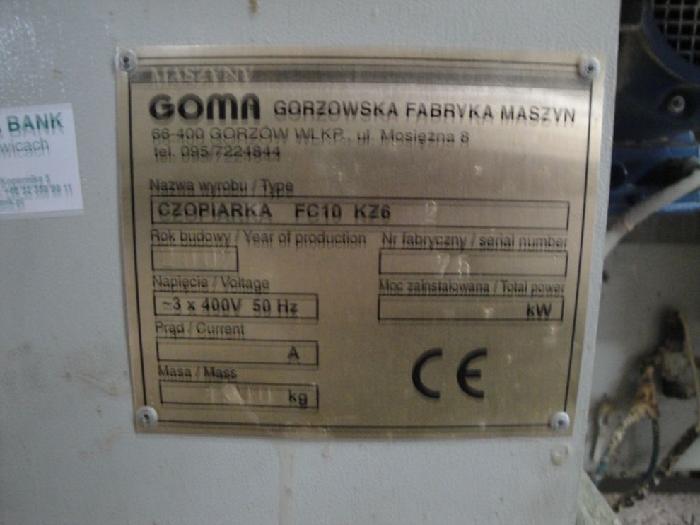 MASZYNY
GOMA GORZOWSKA FABRYKA MASZYN
66-400 GORZÓW WLKP., ul. Mosiężna 8
tel. 095/7224844
Nazwa wyrobu / Type
CZOPIARKA FC10 KZ6
Rok budowy / Year of production
Nr fabryczny / serial number
Napięcie / Voltage
~3 x 400V 50 Hz
Moc zainstalowana / Total power
kW
Prąd / Current
A
Masa / Mass
kg
CE
BANK
wicach